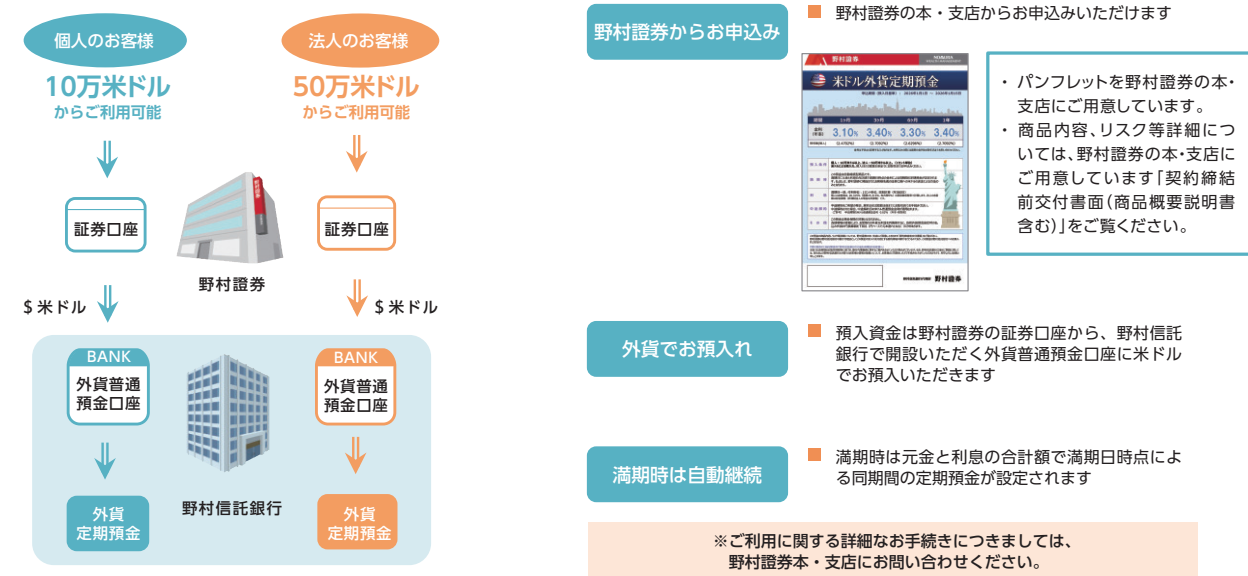 個人のお客様
10万米ドル
からご利用可能
法人のお客様
50万米ドル
からご利用可能
証券口座
証券口座
野村證券
$ 米ドル
$ 米ドル
BANK
外貨普通
預金口座
BANK
外貨普通
預金口座
外貨
定期預金
野村信託銀行
外貨
定期預金
野村證券からお申込み
野村證券の本・支店からお申込みいただけます
野村證券
米ドル外貨定期預金
3.10% 3.40% 3.30% 3.40%
野村證券
・ パンフレットを野村證券の本・
支店にご用意しています。
・ 商品内容、リスク等詳細につ
いては、野村證券の本・支店に
ご用意しています「契約締結
前交付書面(商品概要説明書
含む)」をご覧ください。
外貨でお預入れ
預入資金は野村證券の証券口座から、野村信託
銀行で開設いただく外貨普通預金口座に米ドル
でお預入いただきます
満期時は自動継続
満期時は元金と利息の合計額で満期日時点によ
る同期間の定期預金が設定されます
※ご利用に関する詳細なお手続きにつきましては、
野村證券本・支店にお問い合わせください。